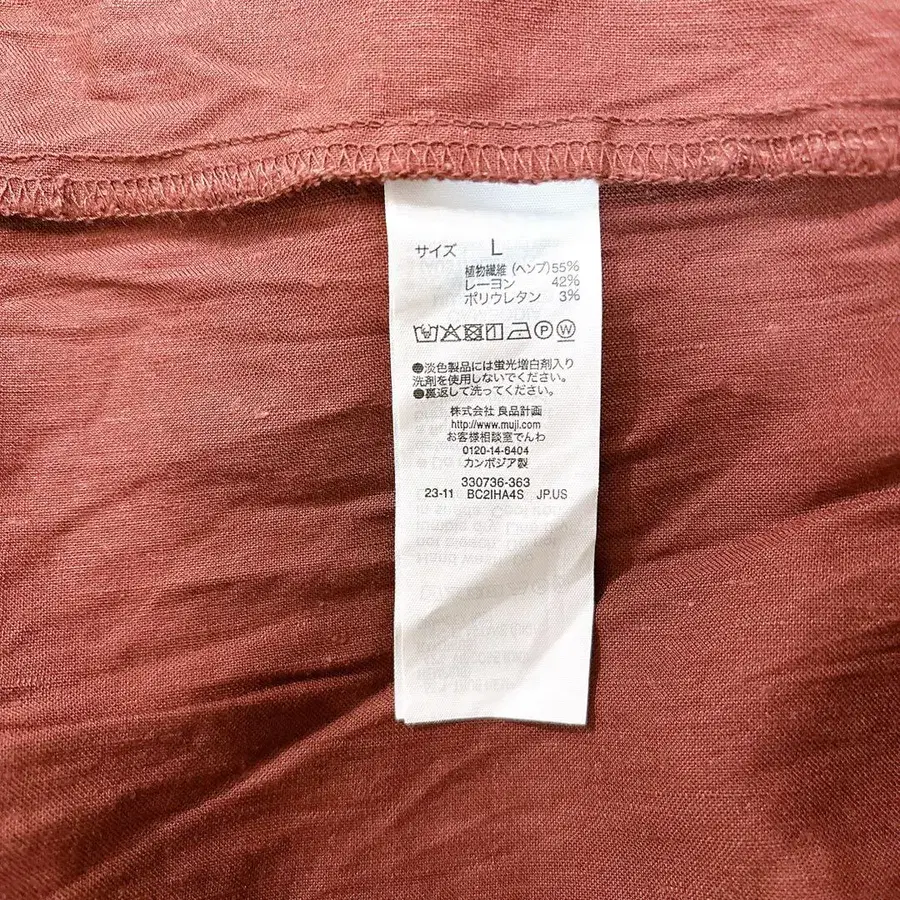 サイズ L
植物繊維 (ヘンプ)55%
レーヨン 42%
ポリウレタン 3%
●淡色製品には蛍光増白剤入り
洗剤を使用しないでください。
●裏返して洗ってください。
株式会社 良品計画
http://www.muji.com
お客様相談室でんわ
0120-14-6404
カンボジア製
330736-363
23-11 BC2IHA4S JP.US